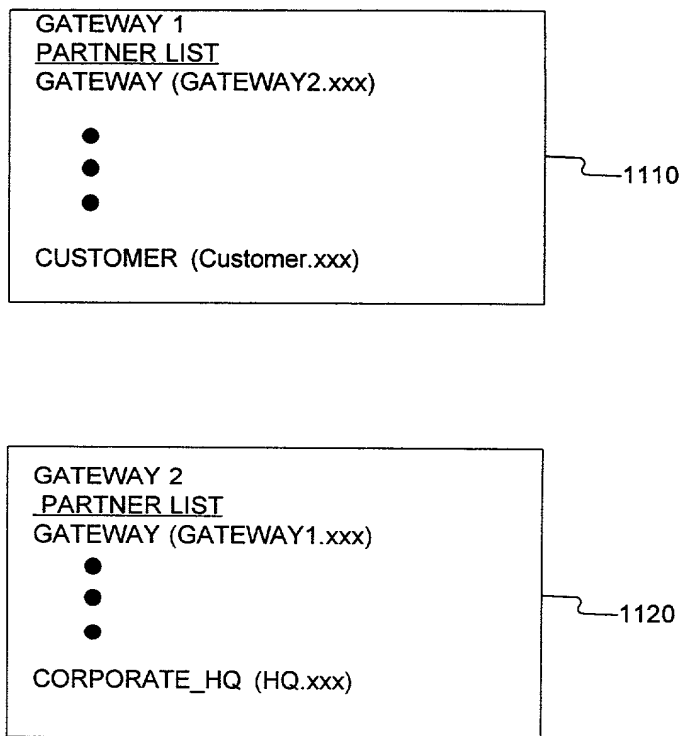 GATEWAY 1
PARTNER LIST
GATEWAY (GATEWAY2.xxx)
1110
CUSTOMER (Customer.xxx)
GATEWAY 2
PARTNER LIST
GATEWAY (GATEWAY1.xxx)
1120
CORPORATE_HQ (HQ.xxx)